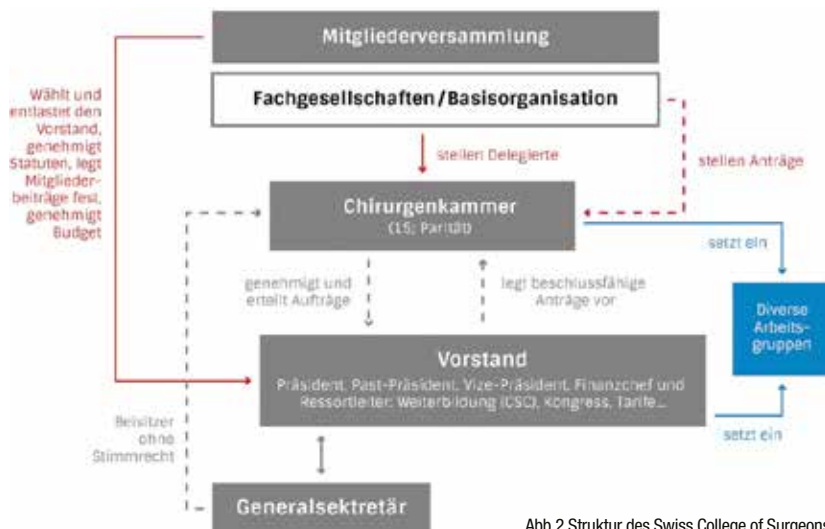 Mitgliederversammlung
Fachgesellschaften/Basisorganisation
Wählt und
entlastet den
Vorstand,
genehmigt
Statuten, legt
Mitglieder-
beiträge fest,
genehmigt
Budget
stellen Delegierte
stellen Anträge
Chirurgenkammer
(15; Parität)
setzt ein
genehmigt und
erteilt Aufträge
legt beschlussfähige
Anträge vor
Diverse
Arbeits-
gruppen
Vorstand
Präsident, Past-Präsident, Vize-Präsident, Finanzchef und
Ressortleiter: Weiterbildung (CSC), Kongress, Tarife...
setzt ein
Beisitzer
ohne
Stimmrecht
Generalsekretär
Abb 2 Struktur des Swiss College of Surgeons